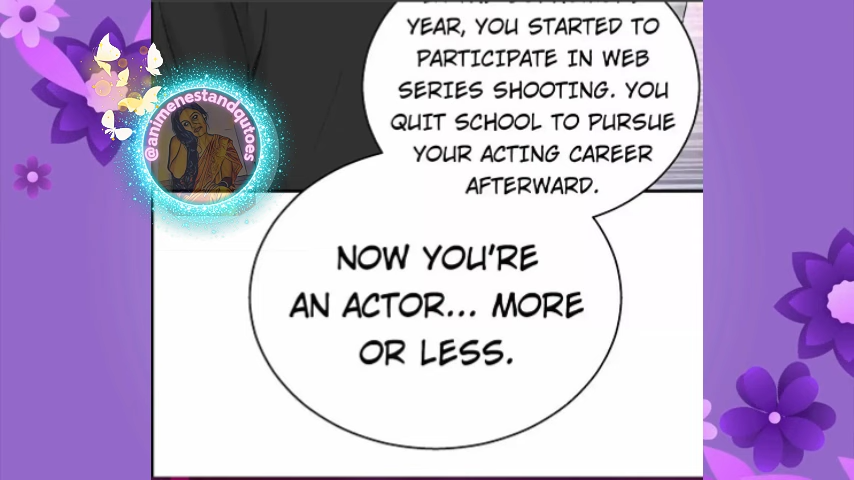 YEAR, YOU STARTED TO
PARTICIPATE IN WEB
SERIES SHOOTING. YOU
QUIT SCHOOL TO PURSUE
YOUR ACTING CAREER
AFTERWARD.
NOW YOU'RE
AN ACTOR... MORE
OR LESS.
@animenestandqutoes